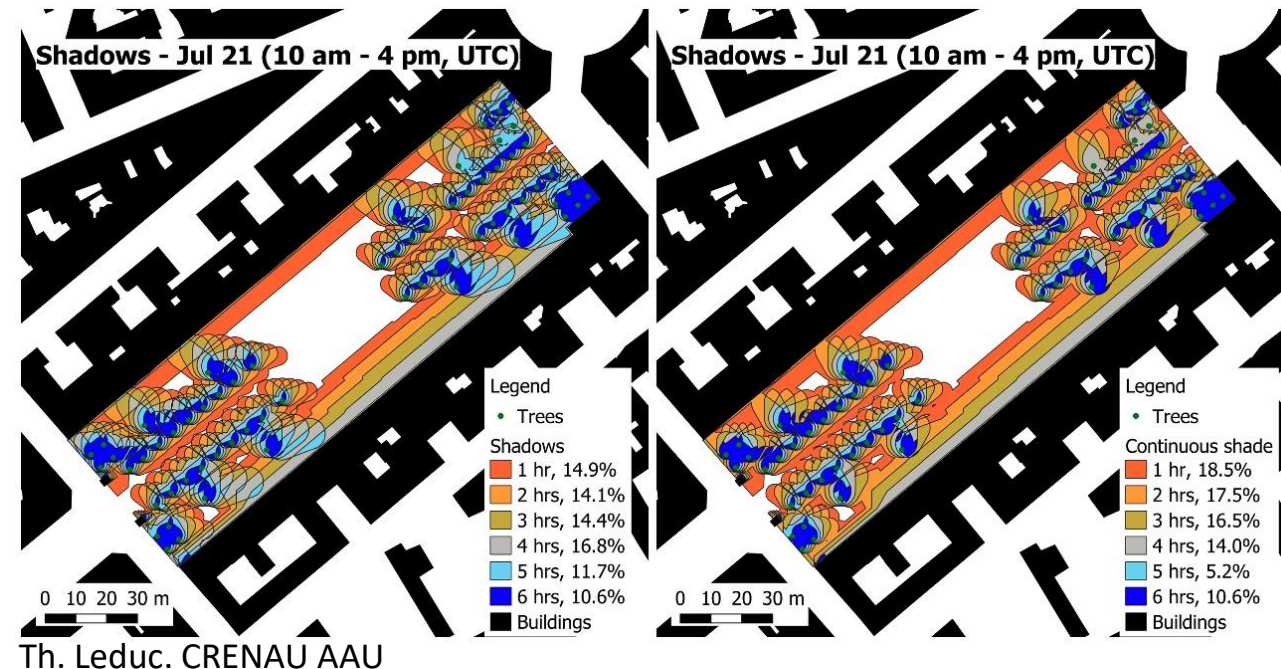 Shadows - Jul 21 (10 am - 4 pm, UTC)
Legend
Trees
Shadows
1 hr, 14.9%
2 hrs, 14.1%
3 hrs, 14.4%
4 hrs, 16.8%
5 hrs, 11.7%
6 hrs, 10.6%
Buildings
0 10 20 30 m
Shadows - Jul 21 (10 am - 4 pm, UTC)
Legend
Trees
Continuous shade
1 hr, 18.5%
2 hrs, 17.5%
3 hrs, 16.5%
4 hrs, 14.0%
5 hrs, 5.2%
6 hrs, 10.6%
Buildings
0 10 20 30 m
Th. Leduc. CRENAU AAU